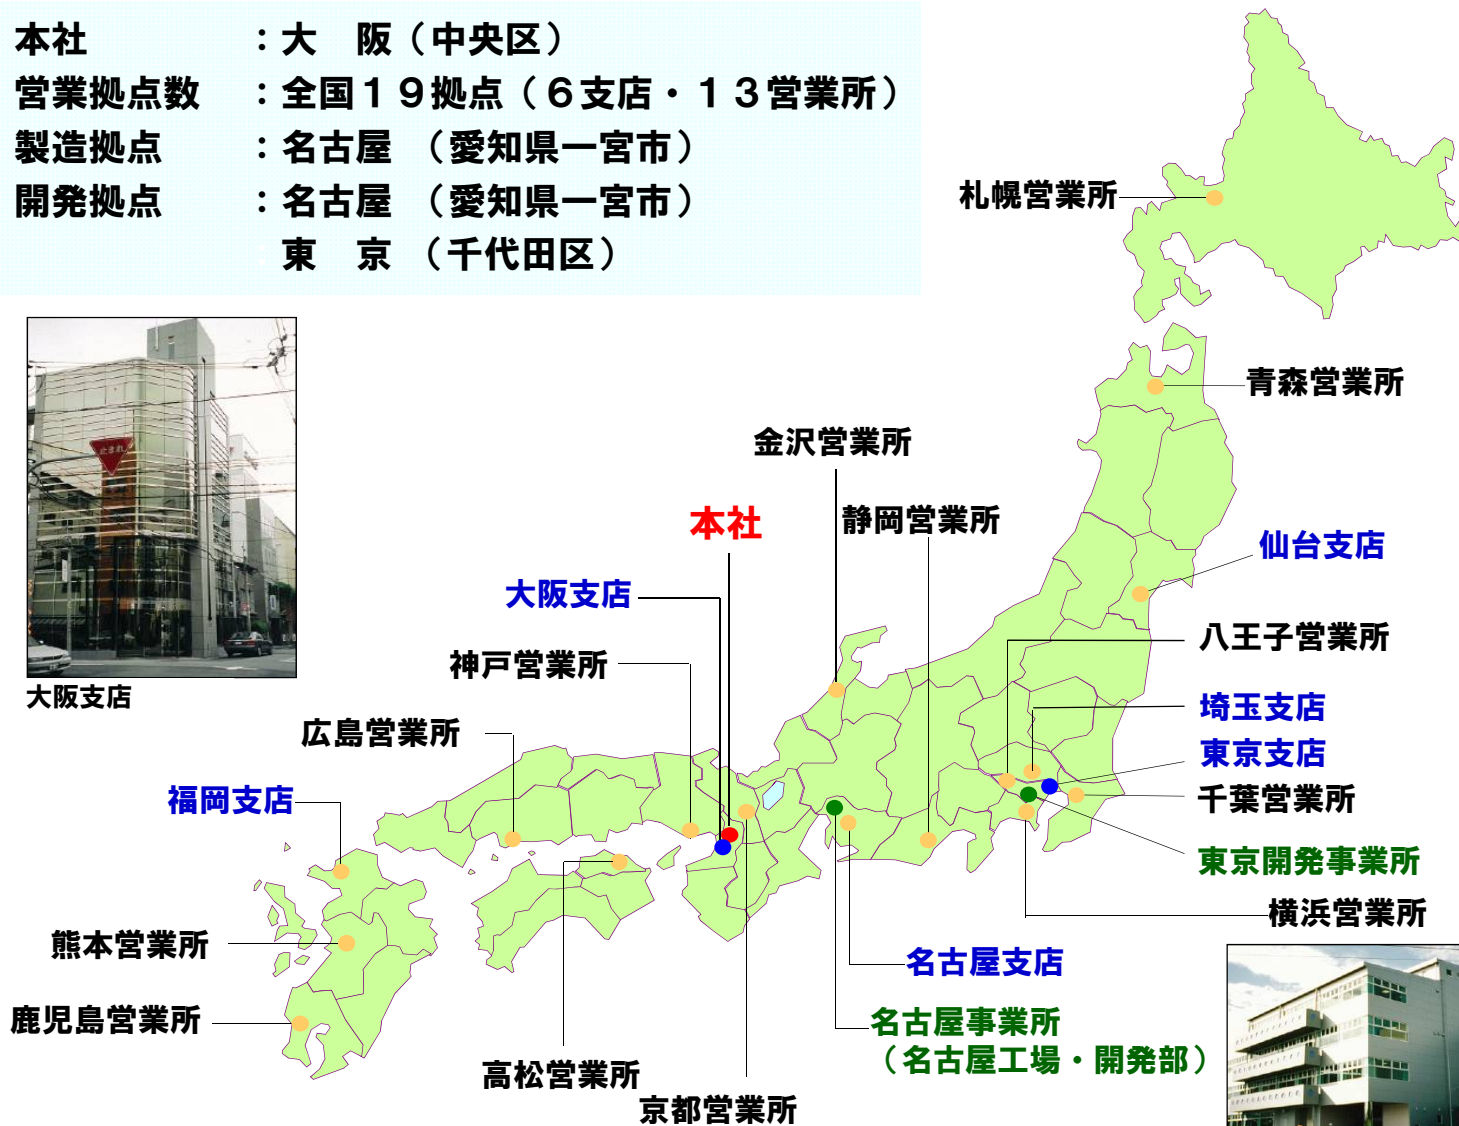 本社　：大　阪（中央区）
営業拠点数　：全国１９拠点（６支店・１３営業所）
製造拠点　：名古屋　（愛知県一宮市）
開発拠点　：名古屋　（愛知県一宮市）
東　京　（千代田区）
札幌営業所
青森営業所
金沢営業所
静岡営業所
本社
仙台支店
大阪支店
八王子営業所
神戸営業所
止まれ
大阪支店
埼玉支店
広島営業所
東京支店
福岡支店
千葉営業所
東京開発事業所
横浜営業所
熊本営業所
名古屋支店
鹿児島営業所
名古屋事業所
（名古屋工場・開発部）
高松営業所
京都営業所